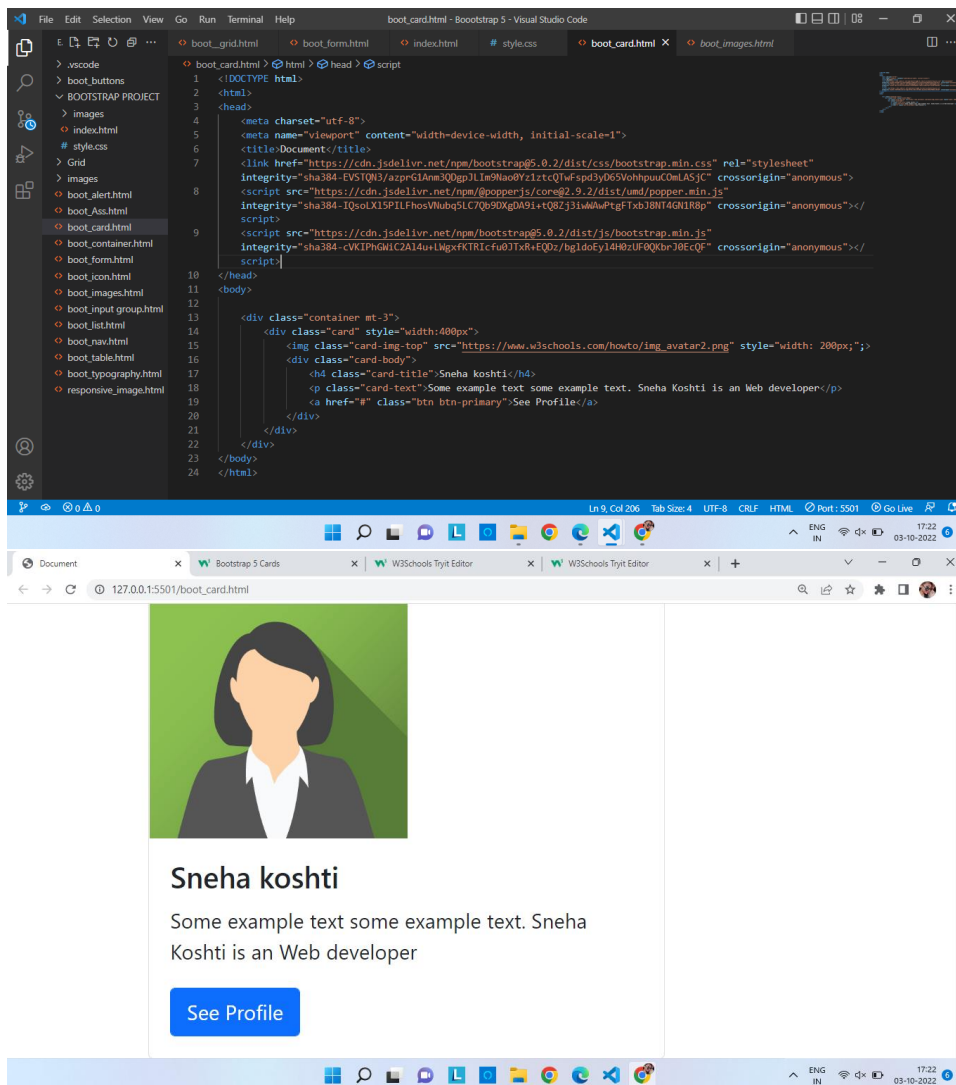 File Edit Selection View Go Run Terminal Help boot_card.html - Boootstrap 5 - Visual Studio Code
E boot__grid.html boot_form.html index.html # style.css boot_card.html boot_images.html
> .vscode
> boot_buttons
BOOTSTRAP PROJECT
> images
index.html
# style.css
> Grid
> images
boot_alert.html
boot_Ass.html
boot_card.html
boot_container.html
boot_form.html
boot_icon.html
boot_images.html
boot_input group.html
boot_list.html
boot_nav.html
boot_table.html
boot_typography.html
responsive_image.html
boot_card.html > html > head > script
1 <!DOCTYPE html>
2 <html>
3 <head>
4 <meta charset="utf-8">
5 <meta name="viewport" content="width=device-width, initial-scale=1">
6 <title>Document</title>
7 <link href="https://cdn.jsdelivr.net/npm/bootstrap@5.0.2/dist/css/bootstrap.min.css" rel="stylesheet"
integrity="sha384-EVSTQN3/azprG1Anm3QDgpJLIm9Nao0Yz1ztcQTwFspd3yD65VohhpuuCOmLASjC" crossorigin="anonymous">
8 <script src="https://cdn.jsdelivr.net/npm/@popperjs/core@2.9.2/dist/umd/popper.min.js"
integrity="sha384-IQsoLXl5PILFhosVNubq5LC7Qb9DXgDA9i+tQ8Zj3iwWAwPtgFTxbJ8NT4GN1R8p" crossorigin="anonymous"></
script>
9 <script src="https://cdn.jsdelivr.net/npm/bootstrap@5.0.2/dist/js/bootstrap.min.js"
integrity="sha384-cVKIPhGWiC2Al4u+LWgxfKTRIcfu0JTxR+EQDz/bgldoEyl4H0zUF0QKbrJ0EcQF" crossorigin="anonymous"></
script>
10 </head>
11 <body>
12
13 <div class="container mt-3">
14 <div class="card" style="width:400px">
15 <img class="card-img-top" src="https://www.w3schools.com/howto/img_avatar2.png" style="width: 200px;";>
16 <div class="card-body">
17 <h4 class="card-title">Sneha koshti</h4>
18 <p class="card-text">Some example text some example text. Sneha Koshti is an Web developer</p>
19 <a href="#" class="btn btn-primary">See Profile</a>
20 </div>
21 </div>
22 </div>
23 </body>
24 </html>
0 0 Ln 9, Col 206 Tab Size: 4 UTF-8 CRLF HTML Port : 5501 Go Live
L ENG 17:22
IN 03-10-2022 6
Document Bootstrap 5 Cards W3Schools Tryit Editor W3Schools Tryit Editor
127.0.0.1:5501/boot_card.html
Sneha koshti
Some example text some example text. Sneha
Koshti is an Web developer
See Profile
L ENG 17:22
IN 03-10-2022 6